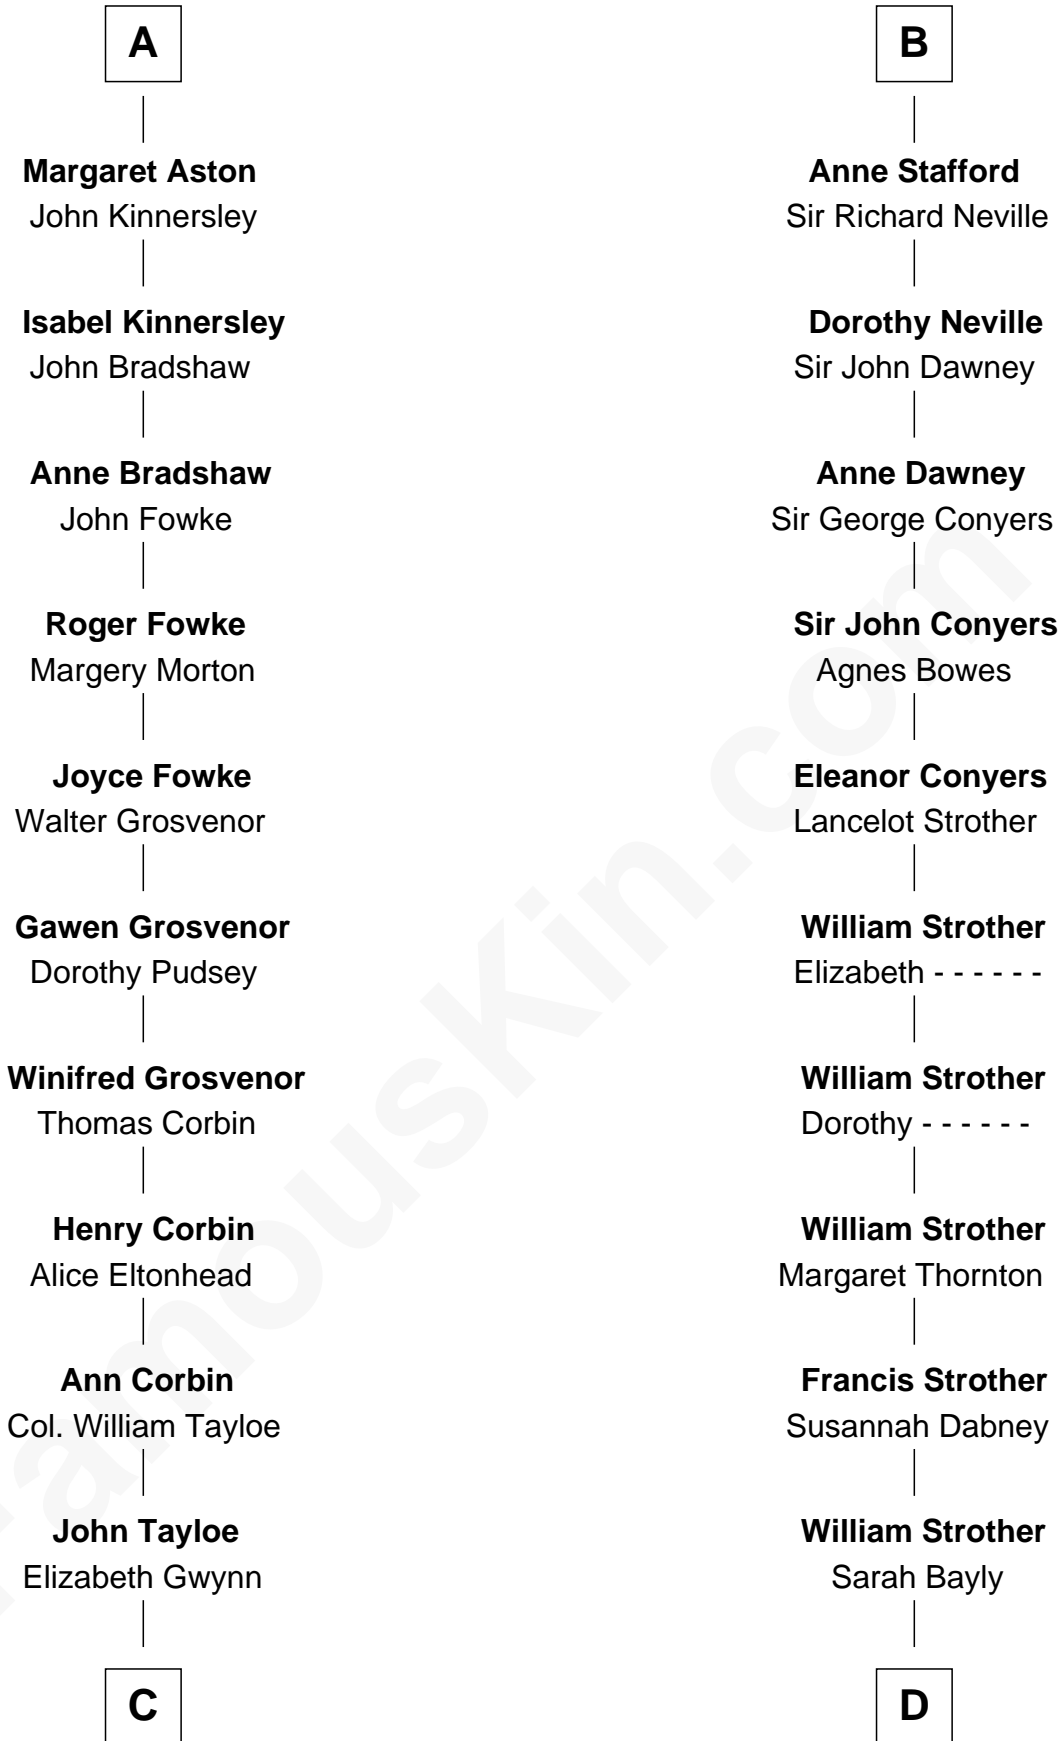 A
Margaret Aston
John Kinnersley
Isabel Kinnersley
John Bradshaw
Anne Bradshaw
John Fowke
Roger Fowke
Margery Morton
Joyce Fowke
Walter Grosvenor
Gawen Grosvenor
Dorothy Pudsey
Winifred Grosvenor
Thomas Corbin
Henry Corbin
Alice Eltonhead
Ann Corbin
Col. William Tayloe
John Tayloe
Elizabeth Gwynn
C
B
Anne Stafford
Sir Richard Neville
Dorothy Neville
Sir John Dawney
Anne Dawney
Sir George Conyers
Sir John Conyers
Agnes Bowes
Eleanor Conyers
Lancelot Strother
William Strother
Elizabeth - - - - - -
William Strother
Dorothy - - - - - -
William Strother
Margaret Thornton
Francis Strother
Susannah Dabney
William Strother
Sarah Bayly
D
FamousKin.com